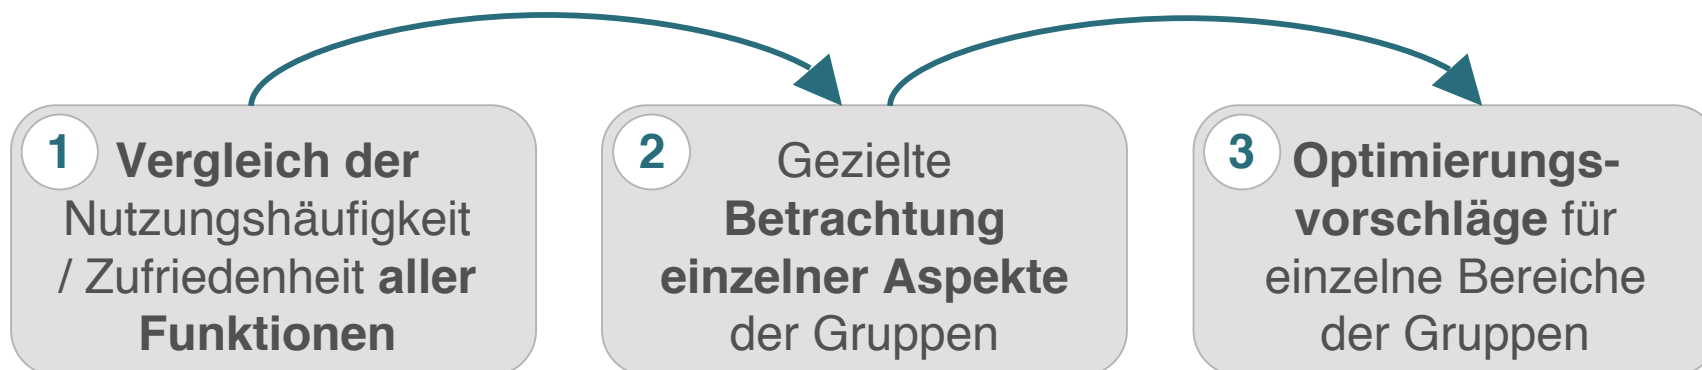 1
Vergleich der
Nutzungshäufigkeit
/ Zufriedenheit aller
Funktionen
2
Gezielte
Betrachtung
einzelner Aspekte
der Gruppen
3
Optimierungs-
vorschläge für
einzelne Bereiche
der Gruppen